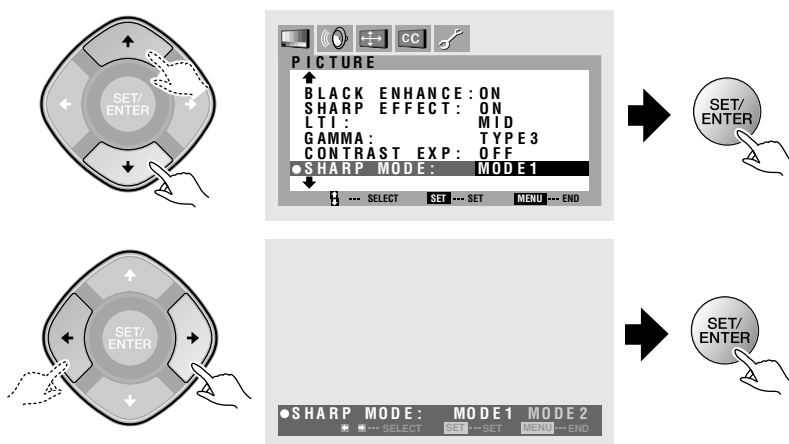 SET/
ENTER
CC
PICTURE
BLACK ENHANCE: ON
SHARP EFFECT: ON
LTI: MID
GAMMA: TYPE3
CONTRAST EXP: OFF
●SHARP MODE: MODE1
--- SELECT SET --- SET MENU --- END
SET/
ENTER
SET/
ENTER
●SHARP MODE: MODE1 MODE2
--- SELECT SET --- SET MENU --- END
SET/
ENTER